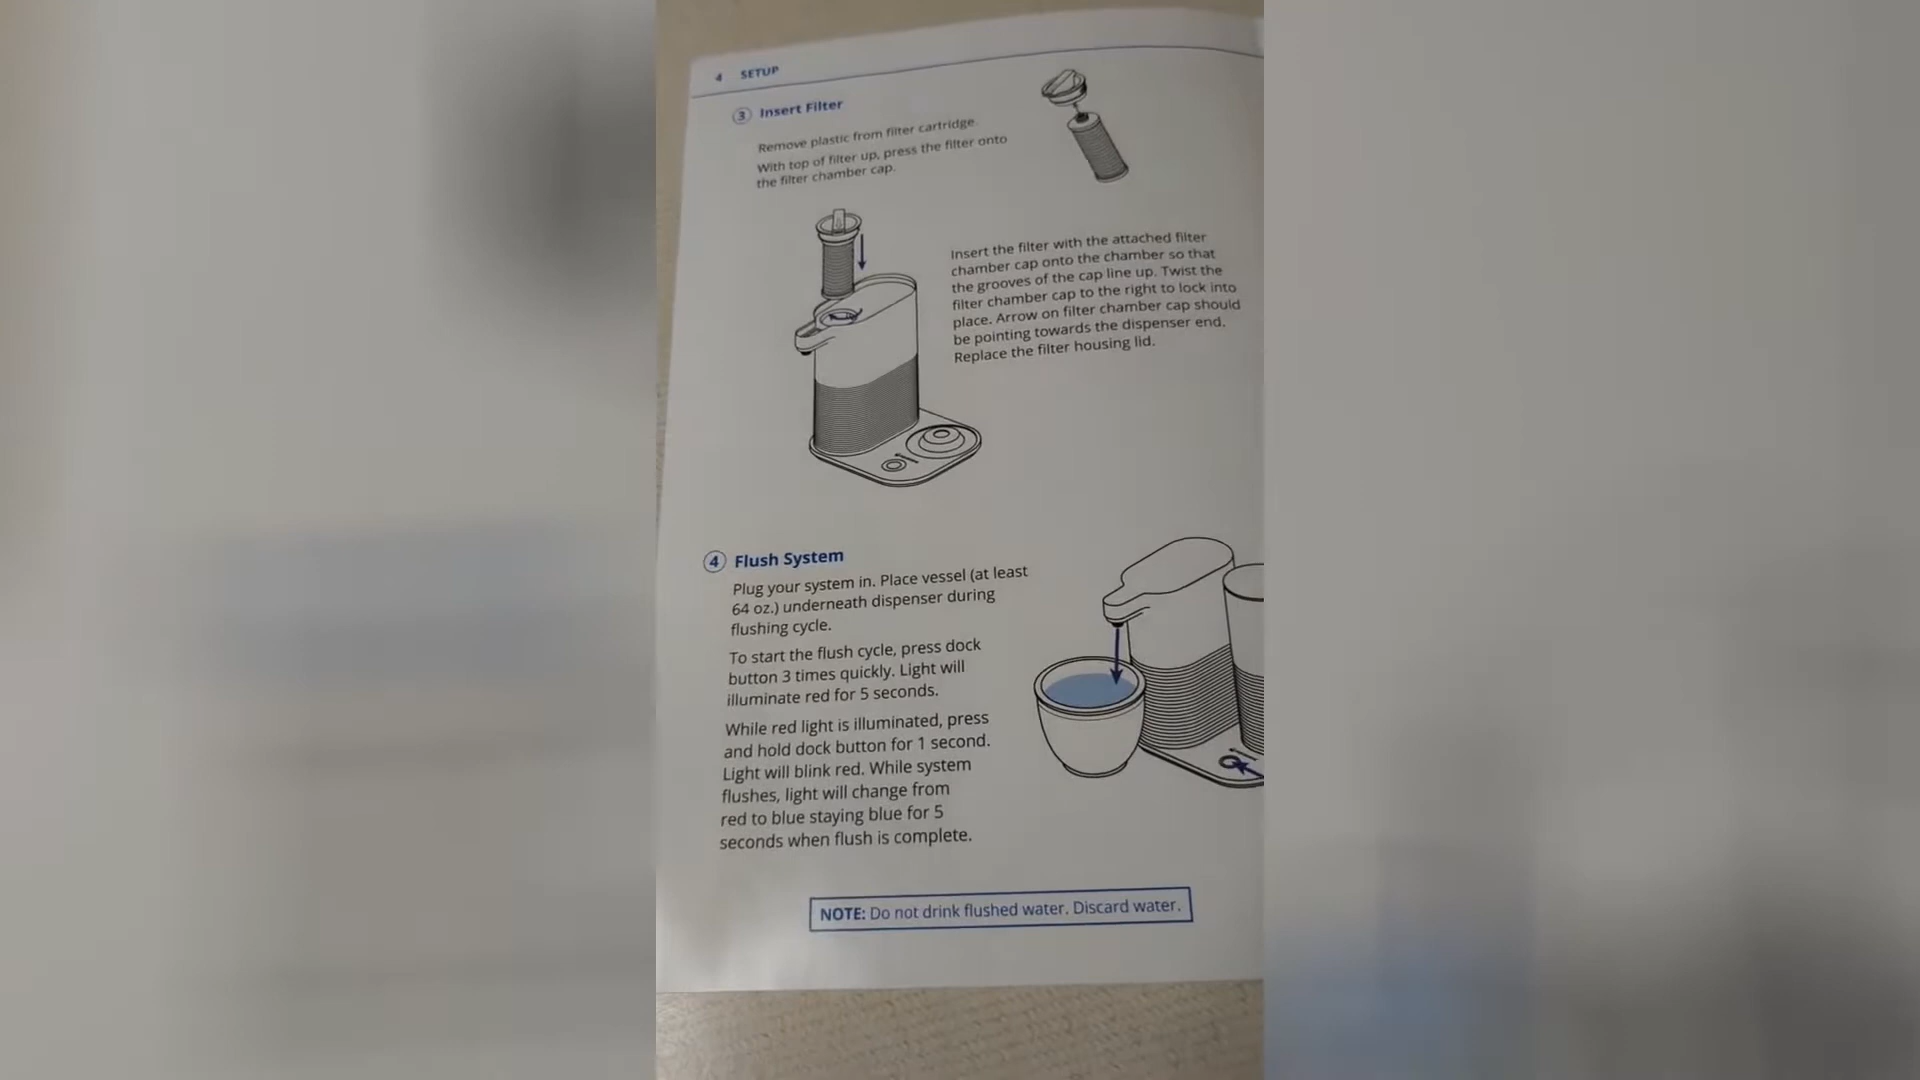 4 SETUP
3 Insert Filter
Remove plastic from filter cartridge.
With top of filter up, press the filter onto
the filter chamber cap.
Insert the filter with the attached filter
chamber cap onto the chamber so that
the grooves of the cap line up. Twist the
filter chamber cap to the right to lock into
place. Arrow on filter chamber cap should
be pointing towards the dispenser end.
Replace the filter housing lid.
4 Flush System
Plug your system in. Place vessel (at least
64 oz.) underneath dispenser during
flushing cycle.
To start the flush cycle, press dock
button 3 times quickly. Light will
illuminate red for 5 seconds.
While red light is illuminated, press
and hold dock button for 1 second.
Light will blink red. While system
flushes, light will change from
red to blue staying blue for 5
seconds when flush is complete.
NOTE: Do not drink flushed water. Discard water.